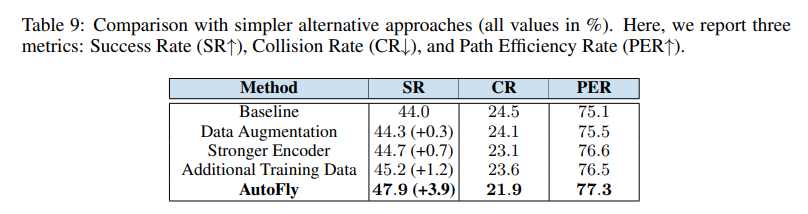 Table 9: Comparison with simpler alternative approaches (all values in %). Here, we report three
metrics: Success Rate (SR↑), Collision Rate (CR↓), and Path Efficiency Rate (PER↑).
Method SR CR PER
Baseline 44.0 24.5 75.1
Data Augmentation 44.3 (+0.3) 24.1 75.5
Stronger Encoder 44.7 (+0.7) 23.1 76.6
Additional Training Data 45.2 (+1.2) 23.6 76.5
AutoFly 47.9 (+3.9) 21.9 77.3